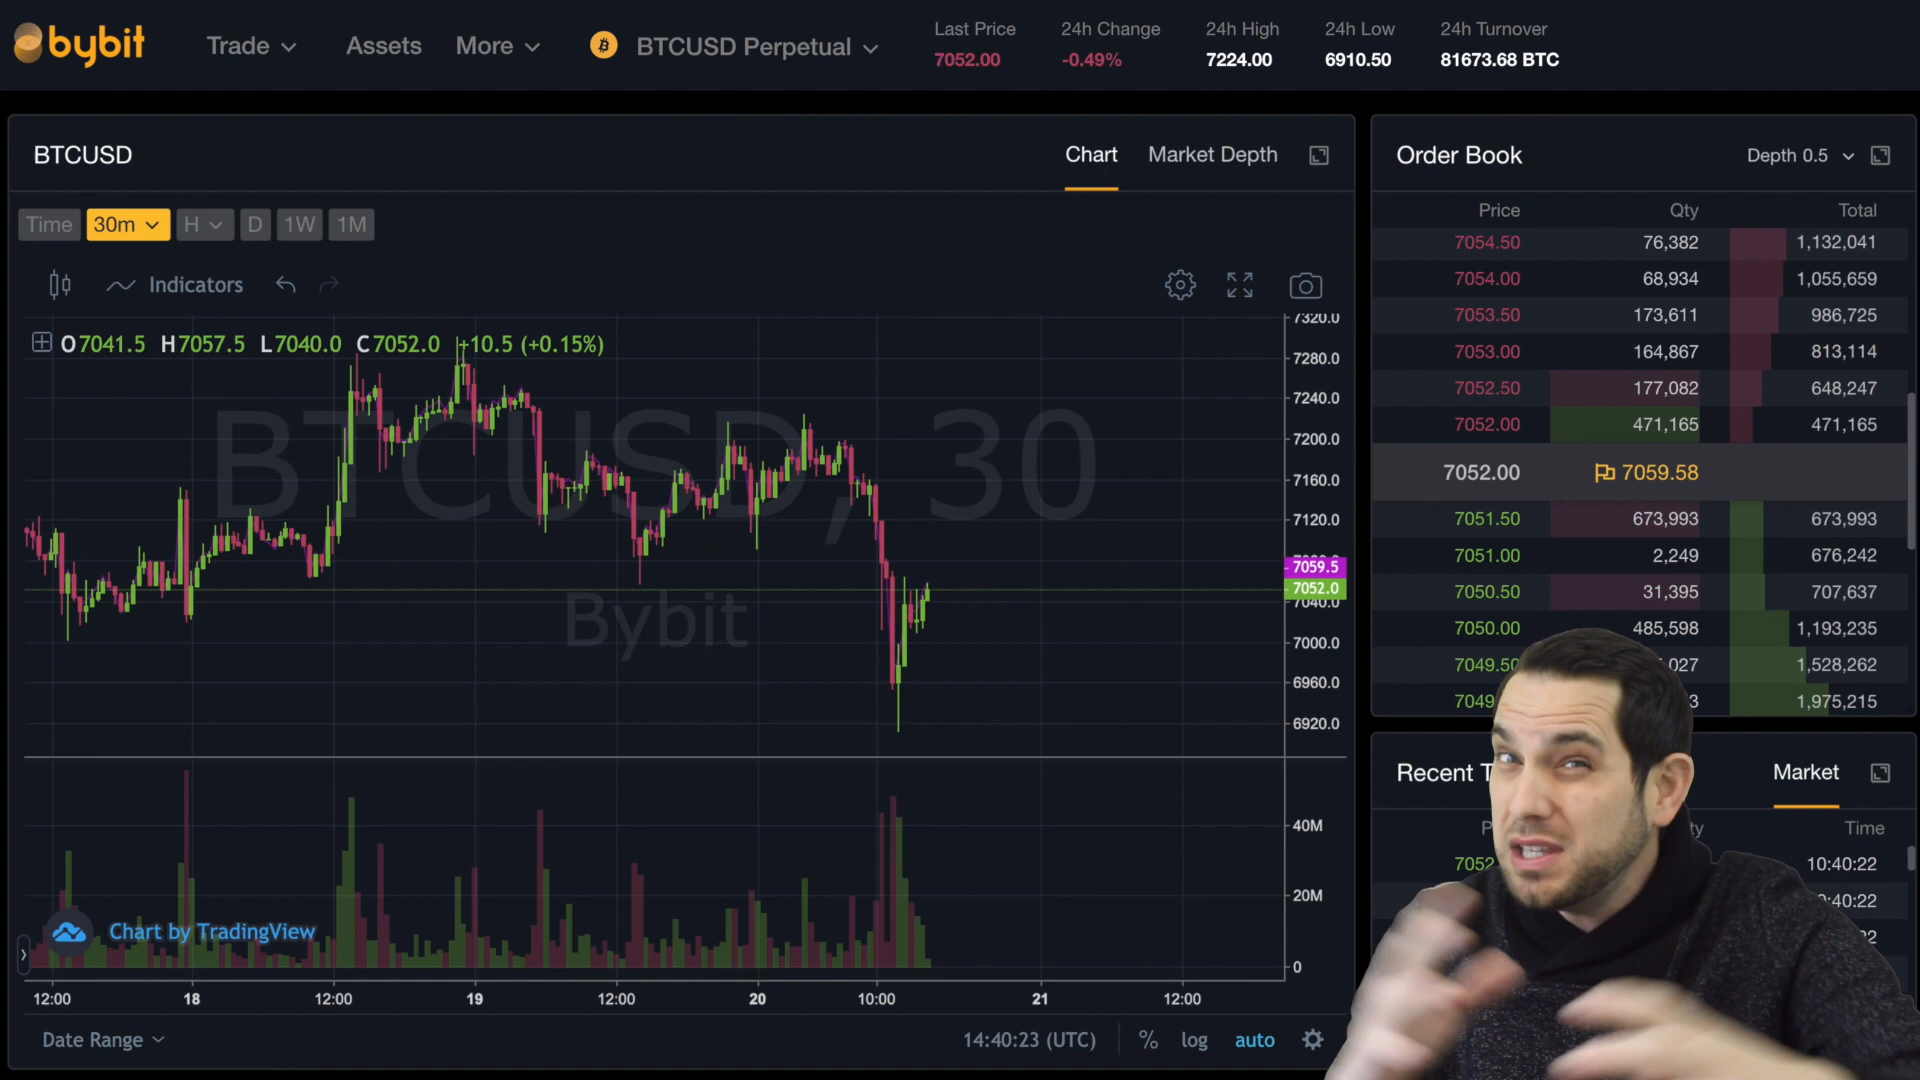 bybit
Trade
Assets
More
BTCUSD Perpetual
Last Price
7052.00
24h Change
-0.49%
24h High
7224.00
24h Low
6910.50
24h Turnover
81673.68 BTC
BTCUSD
Chart
Market Depth
Time
30m
H
D
1W
1M
Indicators
O7041.5 H7057.5 L7040.0 C7052.0 +10.5 (+0.15%)
BTCUSD, 30
Bybit
7320.0
7280.0
7240.0
7200.0
7160.0
7120.0
7059.5
7052.0
7040.0
7000.0
6960.0
6920.0
40M
20M
0
Chart by TradingView
12:00 18 12:00 19 12:00 20 10:00 21 12:00
Date Range
14:40:23 (UTC)
%
log
auto
Order Book
Depth 0.5
Price Qty Total
7054.50 76,382 1,132,041
7054.00 68,934 1,055,659
7053.50 173,611 986,725
7053.00 164,867 813,114
7052.50 177,082 648,247
7052.00 471,165 471,165
7052.00 7059.58
7051.50 673,993 673,993
7051.00 2,249 676,242
7050.50 31,395 707,637
7050.00 485,598 1,193,235
7049.50 1,528,262
1,975,215
Recent
Market
Time
10:40:22